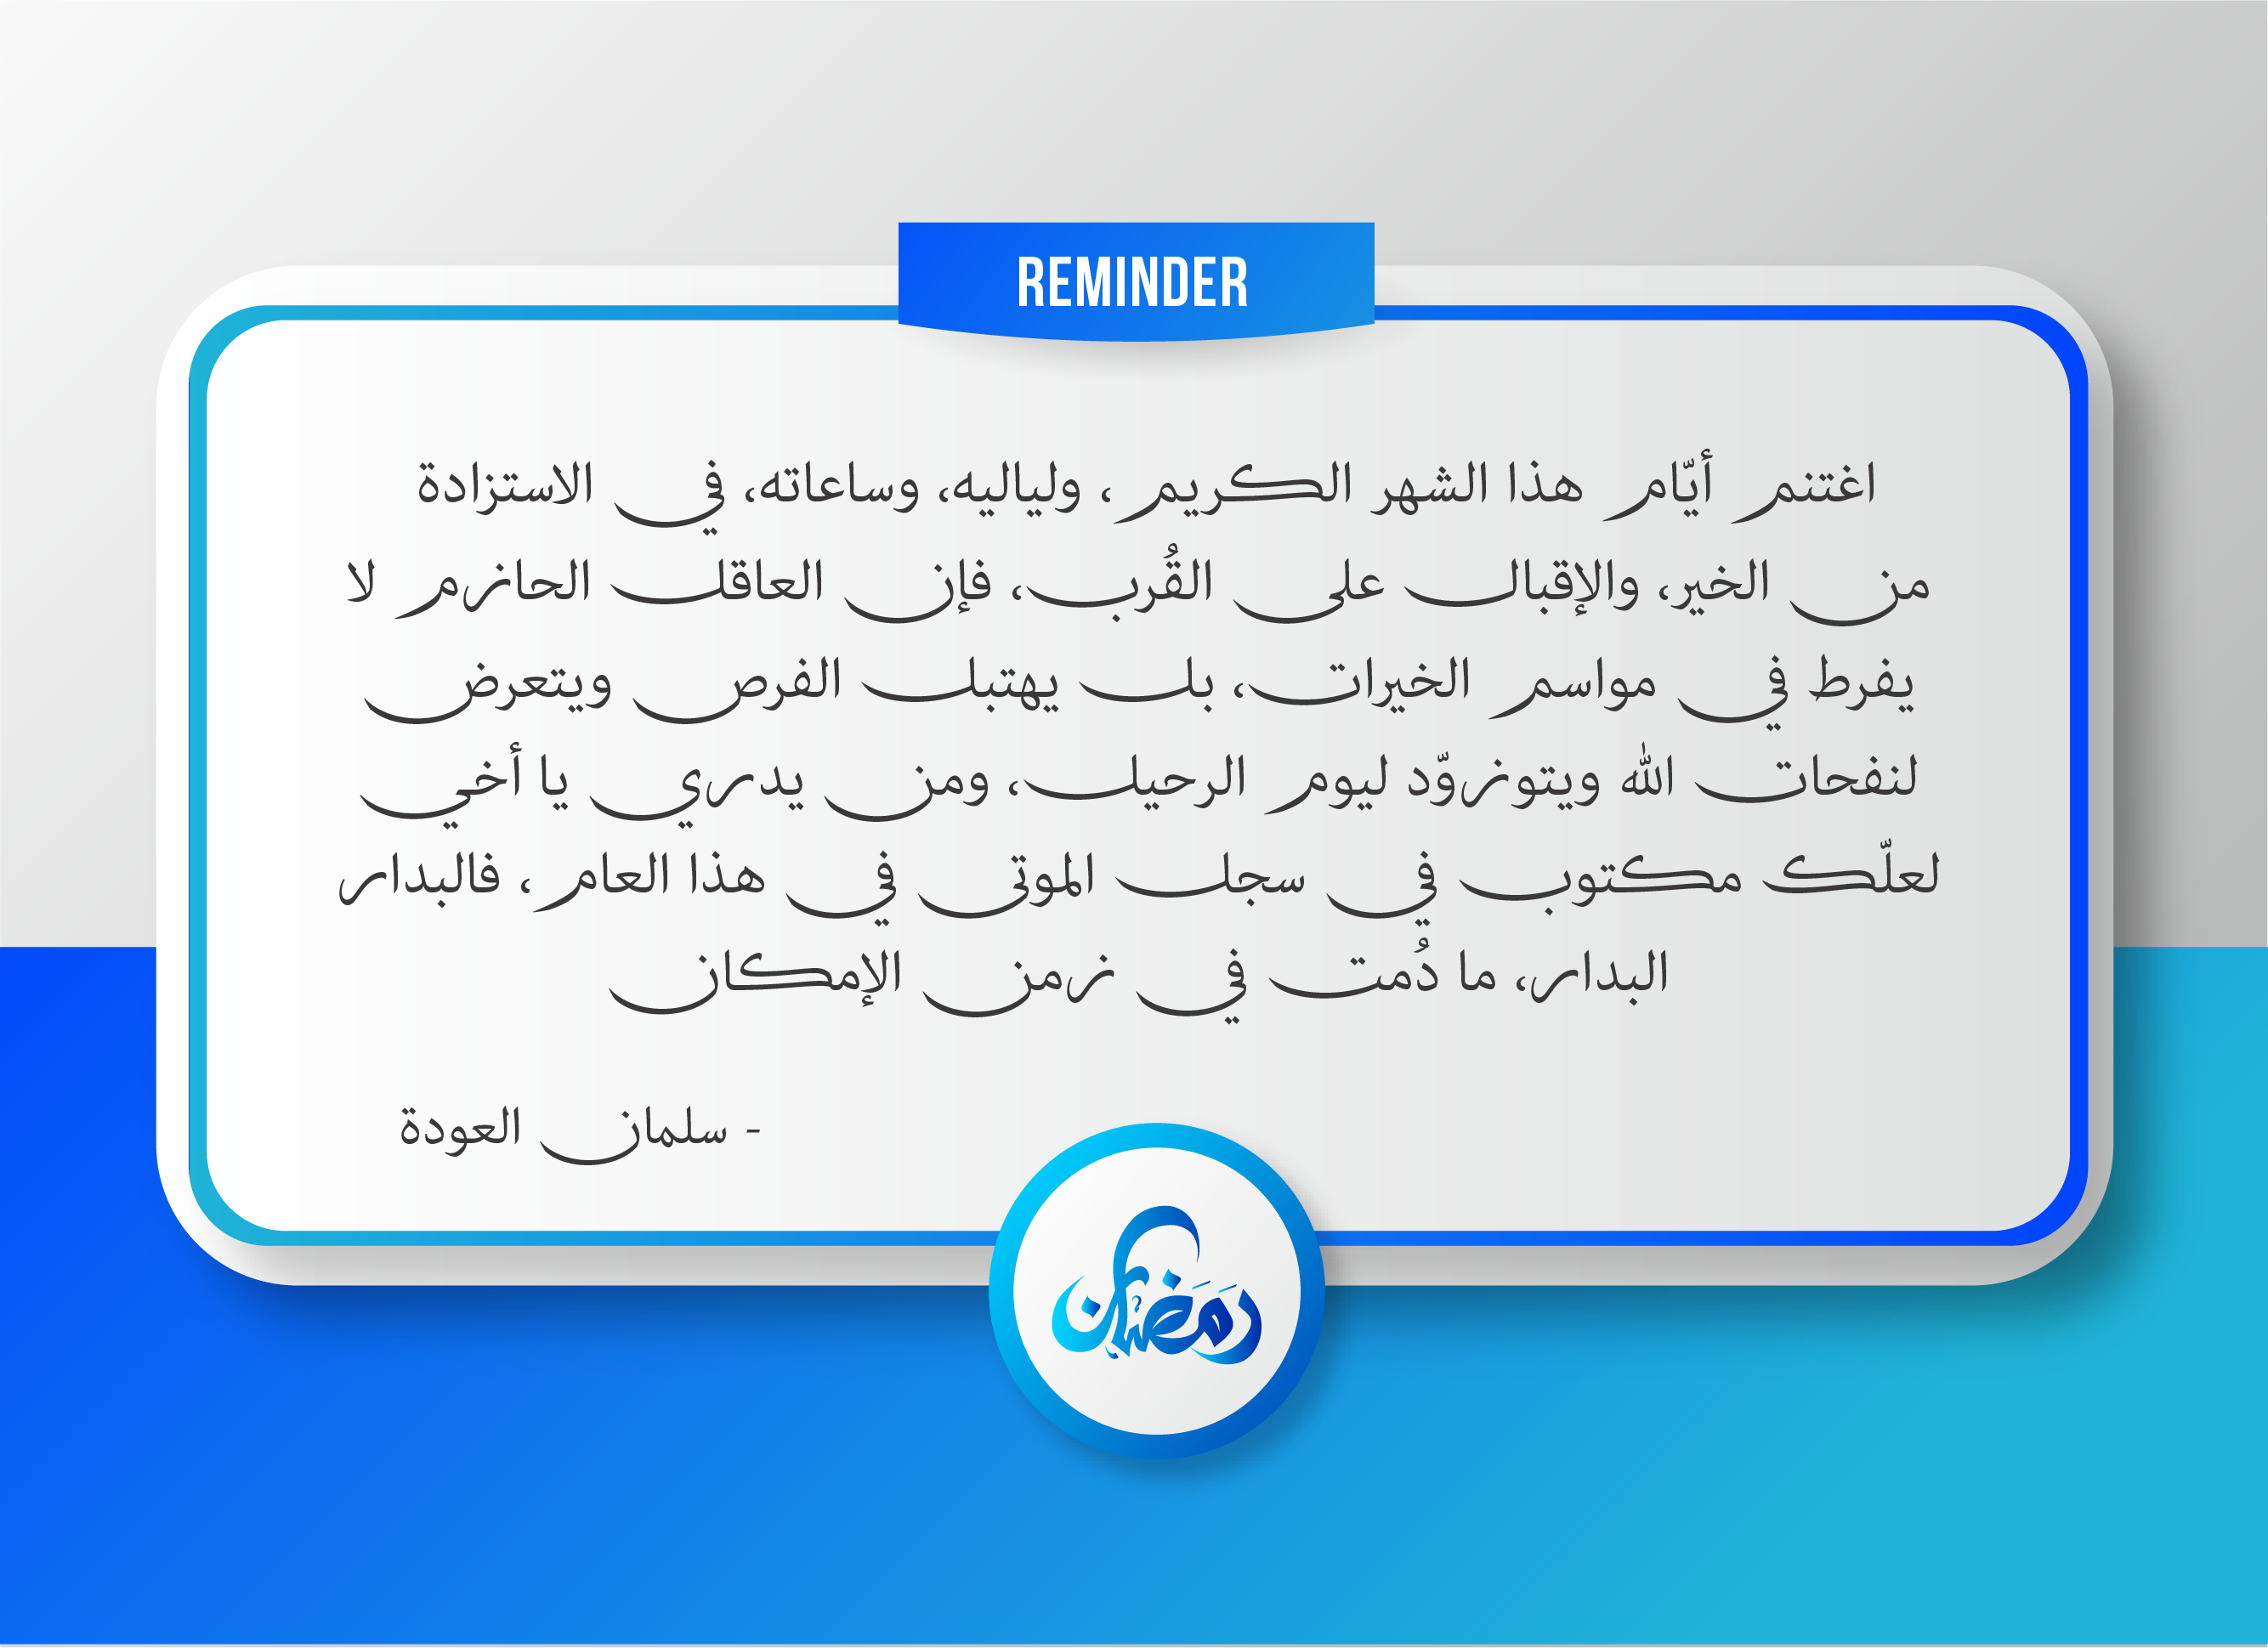 REMINDER
اغتنم أيّام هذا الشهر الكريم، ولياليه، وساعاته، في الاستزادة
من الخير، والإقبال على القُرب، فإن العاقل الحازم لا
يفرط في مواسم الخيرات، بل يهتبل الفرص ويتعرض
لنفحات الله ويتوزوّد ليوم الرحيل، ومن يدري يا أخي
لعلّك مكتوب في سجل الموتى في هذا العام، فالبدار
البدار، ما دُمت في زمن الإمكان
- سلمان العودة
رَمَضان